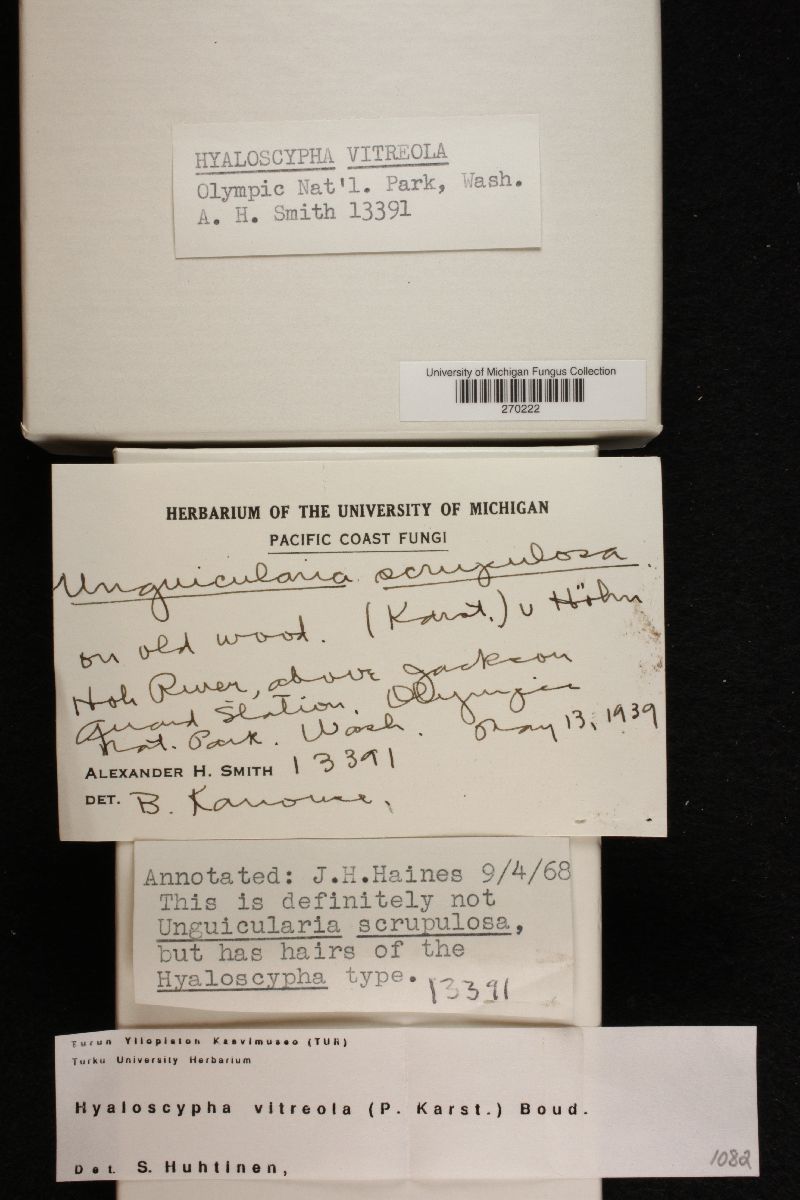 HYALOSCYPHA VITREOLA
Olympic Nat'l. Park, Wash.
A. H. Smith 13391
University of Michigan Fungus Collection
270222
HERBARIUM OF THE UNIVERSITY OF MICHIGAN
PACIFIC COAST FUNGI
Unguicularia scrupulosa.
on old wood. (Karst.) v Höhn
Hoh River, above Jackson
Guard Station, Olympic
Nat. Park. Wash. May 13, 1939
ALEXANDER H. SMITH 13391
DET. B. Kanouse,
Annotated: J.H.Haines 9/4/68
This is definitely not
Unguicularia scrupulosa,
but has hairs of the
Hyaloscypha type. 13391
Turun Yliopiston Kasvimuseo (TUR)
Turku University Herbarium
Hyaloscypha vitreola (P. Karst.) Boud.
Det. S. Huhtinen,
1082